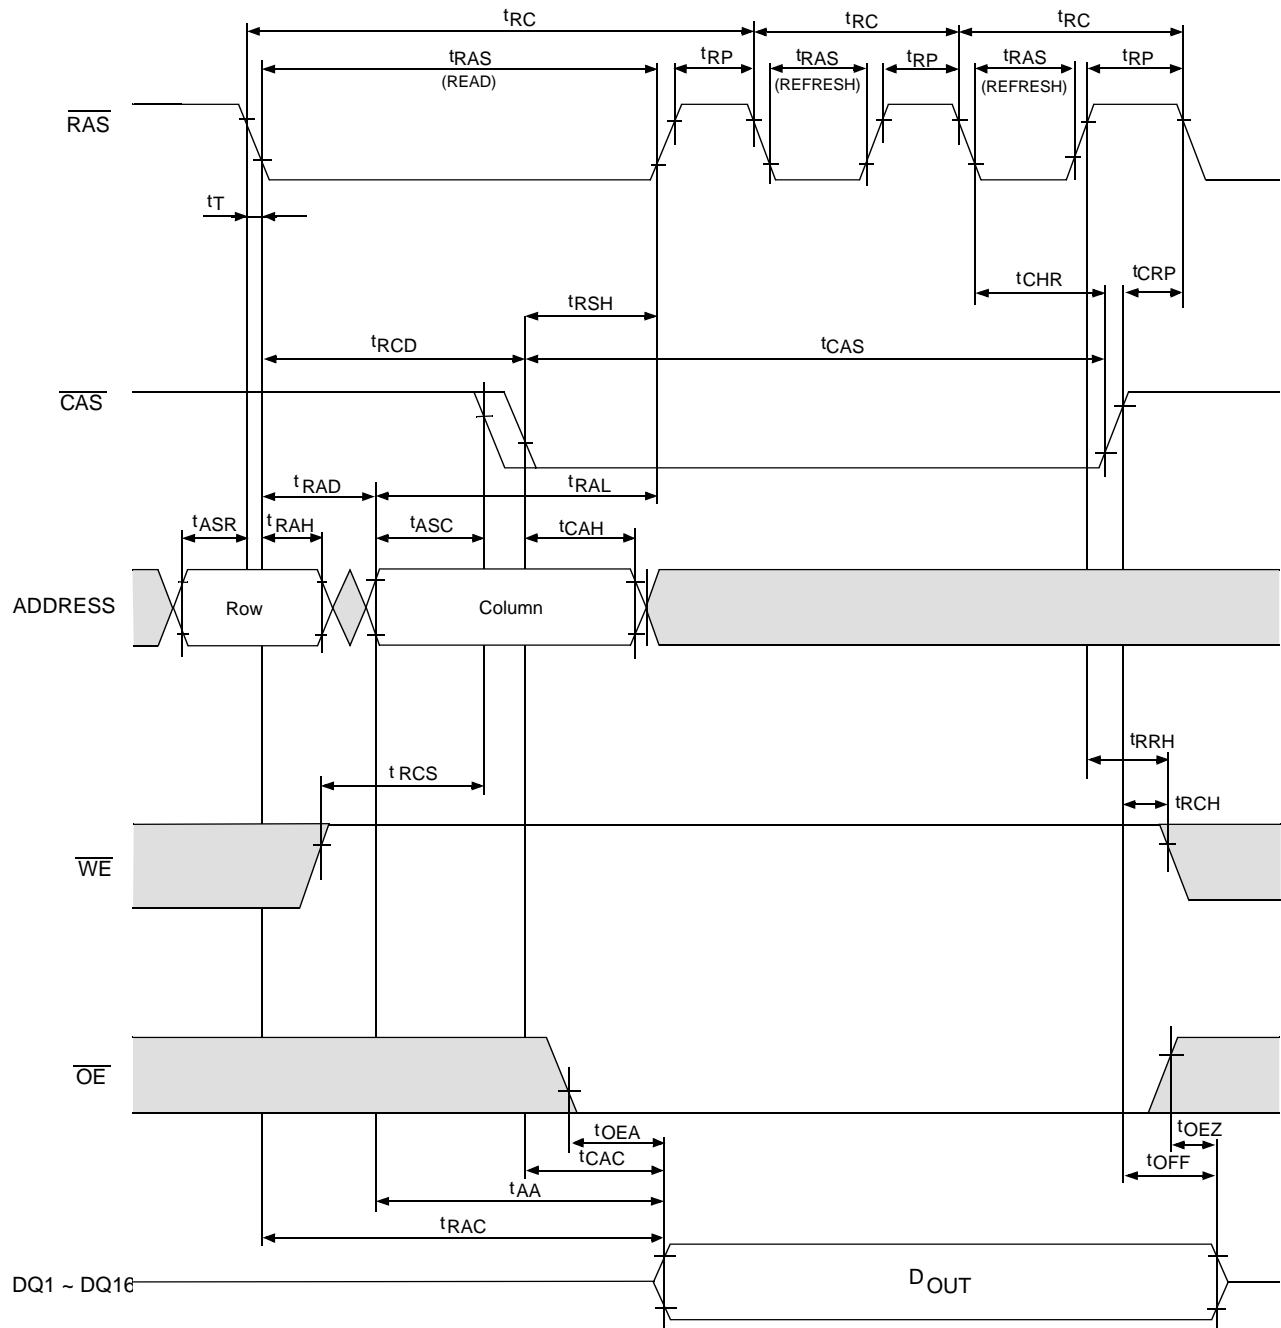 tRC tRC tRC
tRAS tRP tRAS tRP tRAS tRP
(READ) (REFRESH) (REFRESH)
RAS
tT
tCHR tCRP
tRSH
tRCD tCAS
CAS
tRAD tRAL
tASR tRAH tASC tCAH
ADDRESS Row Column
tRRH
tRCS
tRCH
WE
OE
tOEA tOEZ
tCAC tOFF
tAA
tRAC
DQ1 ~ DQ16 DOUT